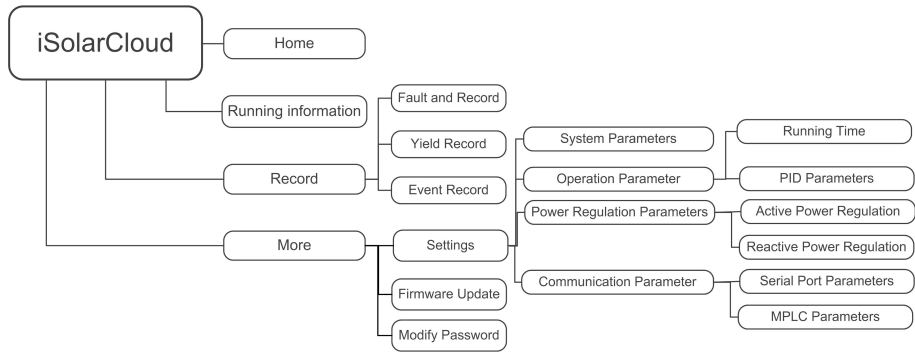 iSolarCloud
Home
Running information
Record
Fault and Record
Yield Record
Event Record
More
Settings
Firmware Update
Modify Password
System Parameters
Operation Parameter
Running Time
PID Parameters
Power Regulation Parameters
Active Power Regulation
Reactive Power Regulation
Communication Parameter
Serial Port Parameters
MPLC Parameters